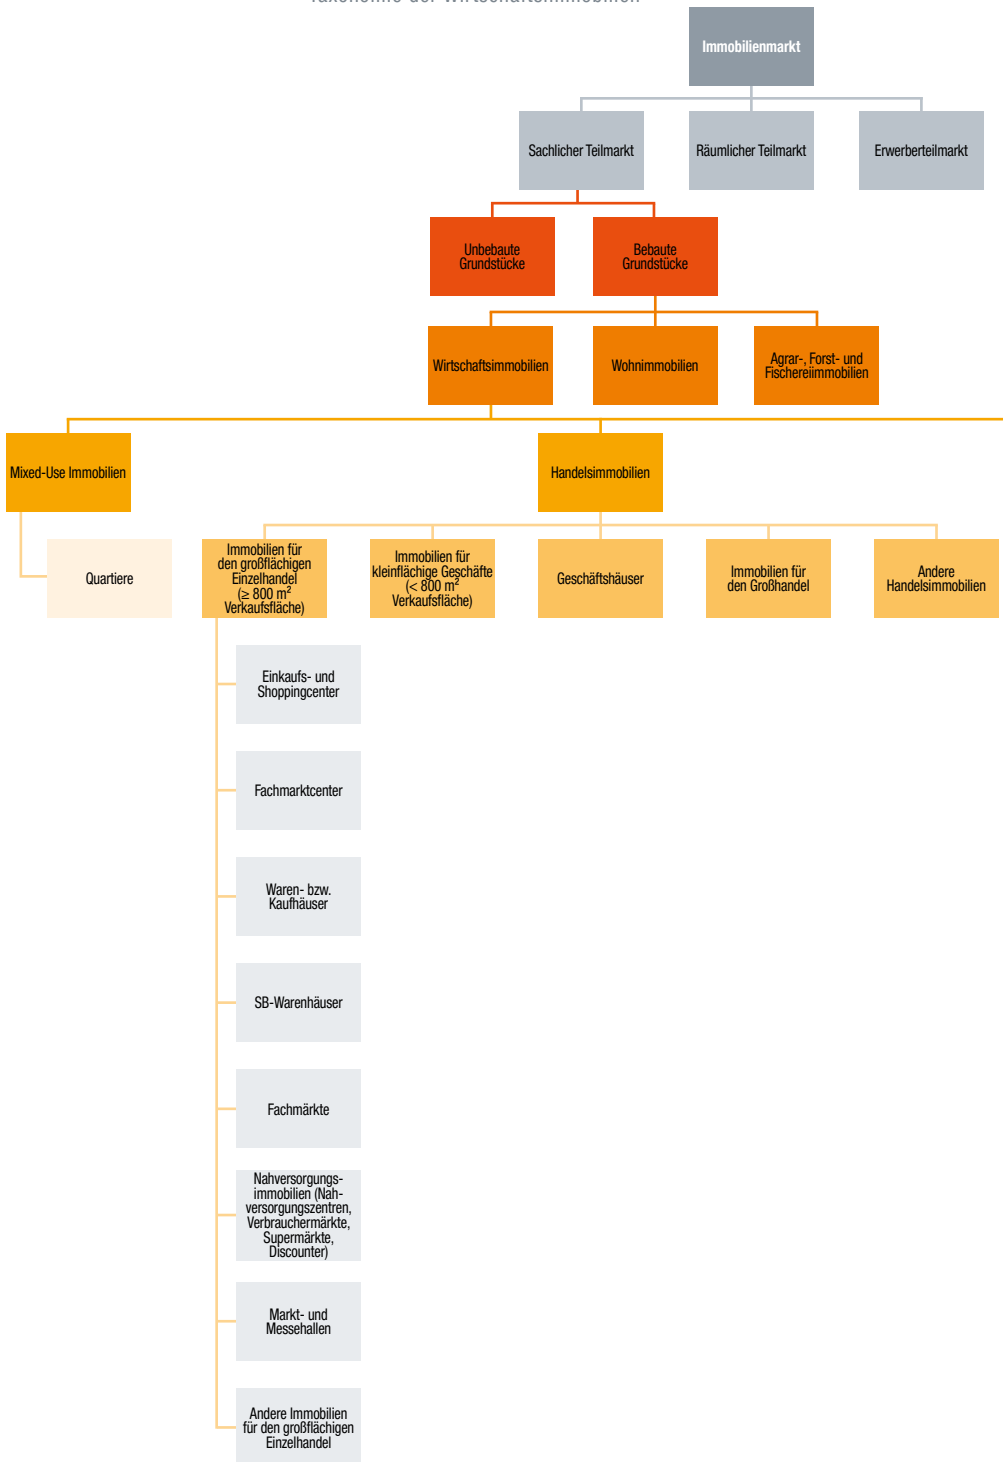 Taxonomie der Wirtschaftsimmobilien
Immobilienmarkt
Sachlicher Teilmarkt
Räumlicher Teilmarkt
Erwerberteilmarkt
Unbebaute
Grundstücke
Bebaute
Grundstücke
Wirtschaftsimmobilien
Wohnimmobilien
Agrar-, Forst- und
Fischereiimmobilien
Mixed-Use Immobilien
Handelsimmobilien
Quartiere
Immobilien für
den großflächigen
Einzelhandel
(≥ 800 m²
Verkaufsfläche)
Immobilien für
kleinflächige Geschäfte
(< 800 m²
Verkaufsfläche)
Geschäftshäuser
Immobilien für
den Großhandel
Andere
Handelsimmobilien
Einkaufs- und
Shoppingcenter
Fachmarktcenter
Waren- bzw.
Kaufhäuser
SB-Warenhäuser
Fachmärkte
Nahversorgungs-
immobilien (Nah-
versorgungszentren,
Verbrauchermärkte,
Supermärkte,
Discounter)
Markt- und
Messehallen
Andere Immobilien
für den großflächigen
Einzelhandel